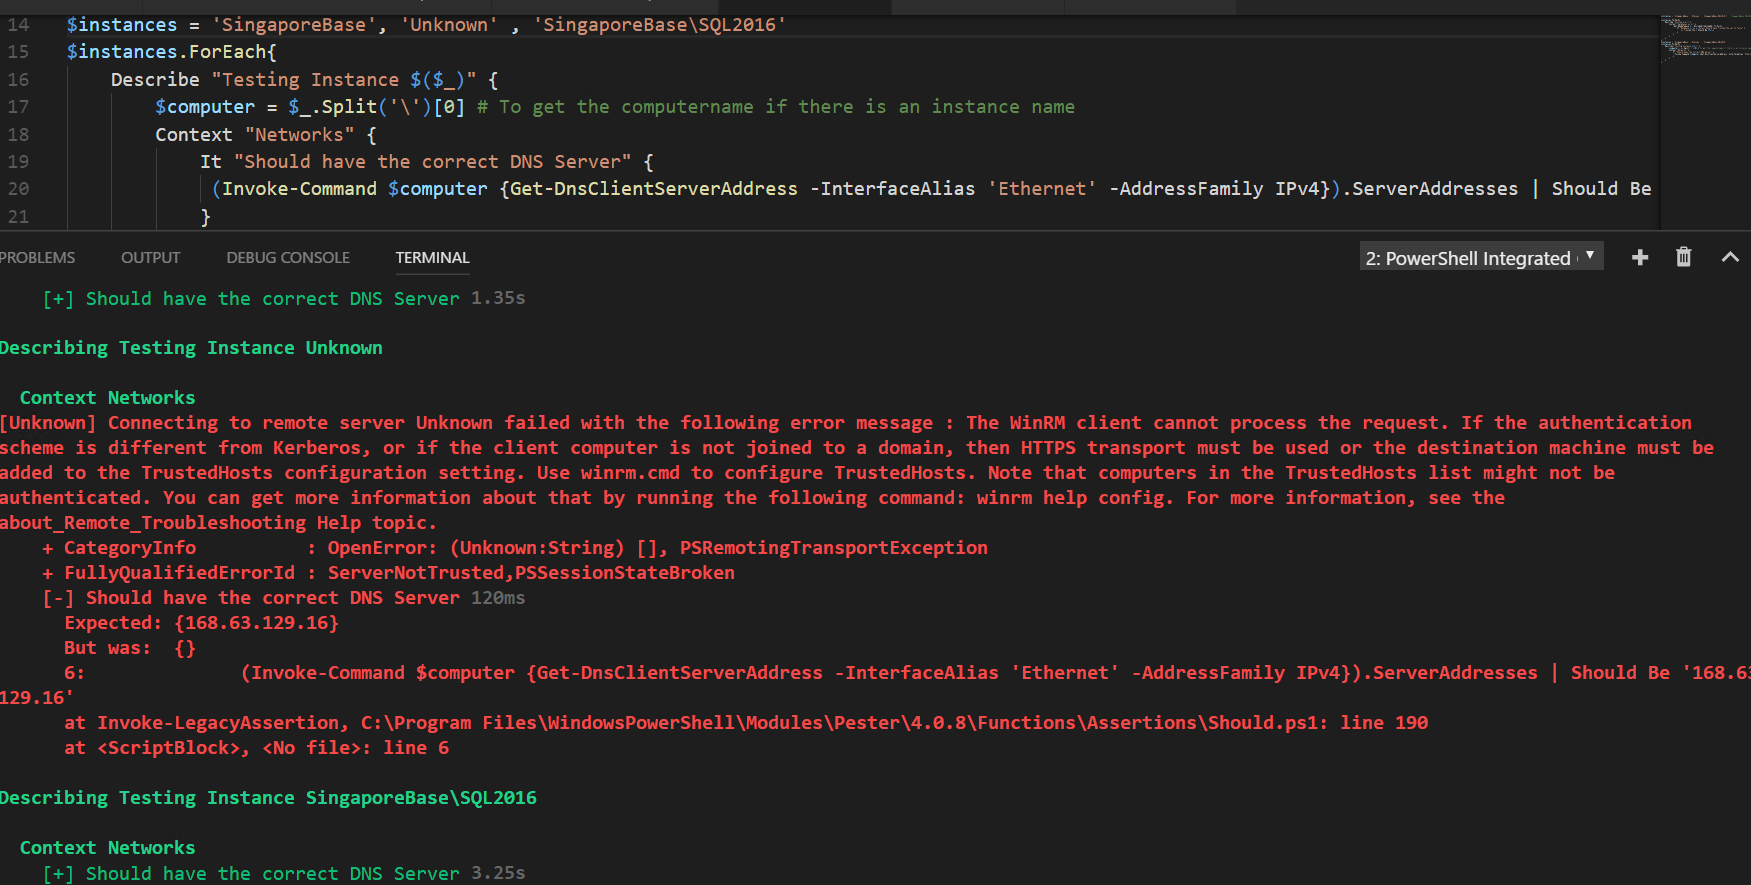 14 $instances = 'SingaporeBase', 'Unknown' , 'SingaporeBase\SQL2016'
15 $instances.ForEach{
16 Describe "Testing Instance $($_)" {
17 $computer = $_.Split('\')[0] # To get the computername if there is an instance name
18 Context "Networks" {
19 It "Should have the correct DNS Server" {
20 (Invoke-Command $computer {Get-DnsClientServerAddress -InterfaceAlias 'Ethernet' -AddressFamily IPv4}).ServerAddresses | Should Be
21 }
PROBLEMS OUTPUT DEBUG CONSOLE TERMINAL 2: PowerShell Integrated
[+] Should have the correct DNS Server 1.35s
Describing Testing Instance Unknown
Context Networks
[Unknown] Connecting to remote server Unknown failed with the following error message : The WinRM client cannot process the request. If the authentication
scheme is different from Kerberos, or if the client computer is not joined to a domain, then HTTPS transport must be used or the destination machine must be
added to the TrustedHosts configuration setting. Use winrm.cmd to configure TrustedHosts. Note that computers in the TrustedHosts list might not be
authenticated. You can get more information about that by running the following command: winrm help config. For more information, see the
about_Remote_Troubleshooting Help topic.
+ CategoryInfo : OpenError: (Unknown:String) [], PSRemotingTransportException
+ FullyQualifiedErrorId : ServerNotTrusted,PSSessionStateBroken
[-] Should have the correct DNS Server 120ms
Expected: {168.63.129.16}
But was: {}
6: (Invoke-Command $computer {Get-DnsClientServerAddress -InterfaceAlias 'Ethernet' -AddressFamily IPv4}).ServerAddresses | Should Be '168.63
129.16'
at Invoke-LegacyAssertion, C:\Program Files\WindowsPowerShell\Modules\Pester\4.0.8\Functions\Assertions\Should.ps1: line 190
at <ScriptBlock>, <No file>: line 6
Describing Testing Instance SingaporeBase\SQL2016
Context Networks
[+] Should have the correct DNS Server 3.25s